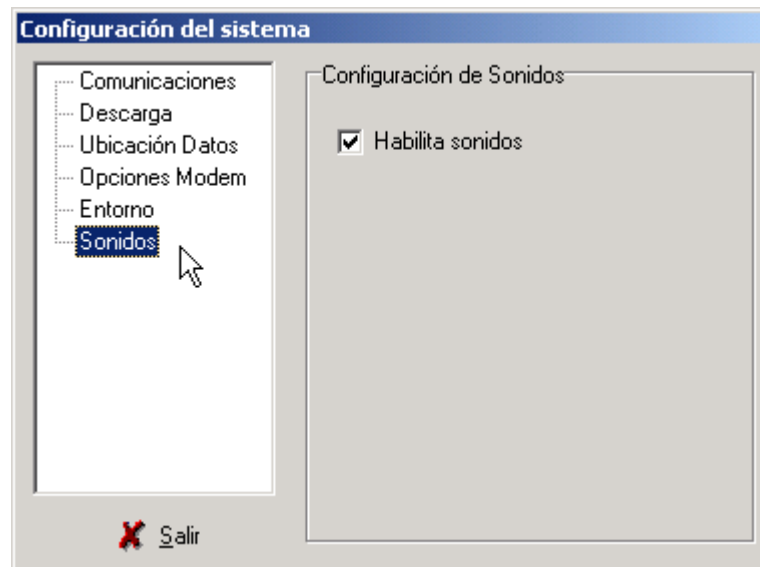 Configuración del sistema
Comunicaciones
Descarga
Ubicación Datos
Opciones Modem
Entorno
Sonidos
Configuración de Sonidos
Habilita sonidos
Salir